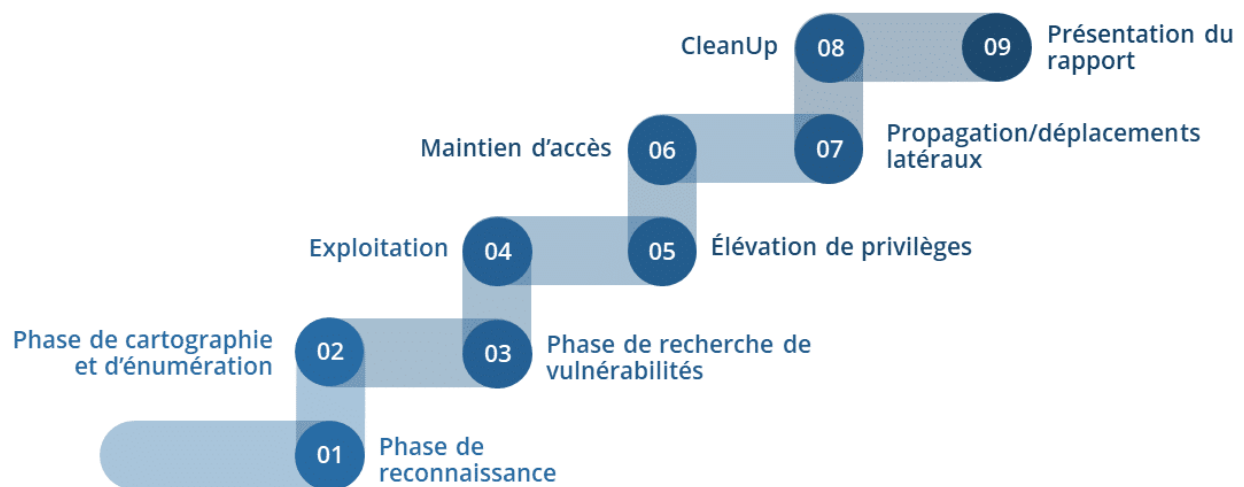 CleanUp
08
09
Présentation du
rapport
Maintien d’accès
06
07
Propagation/déplacements
latéraux
Exploitation
04
05
Élévation de privilèges
Phase de cartographie
et d’énumération
02
03
Phase de recherche de
vulnérabilités
01
Phase de
reconnaissance